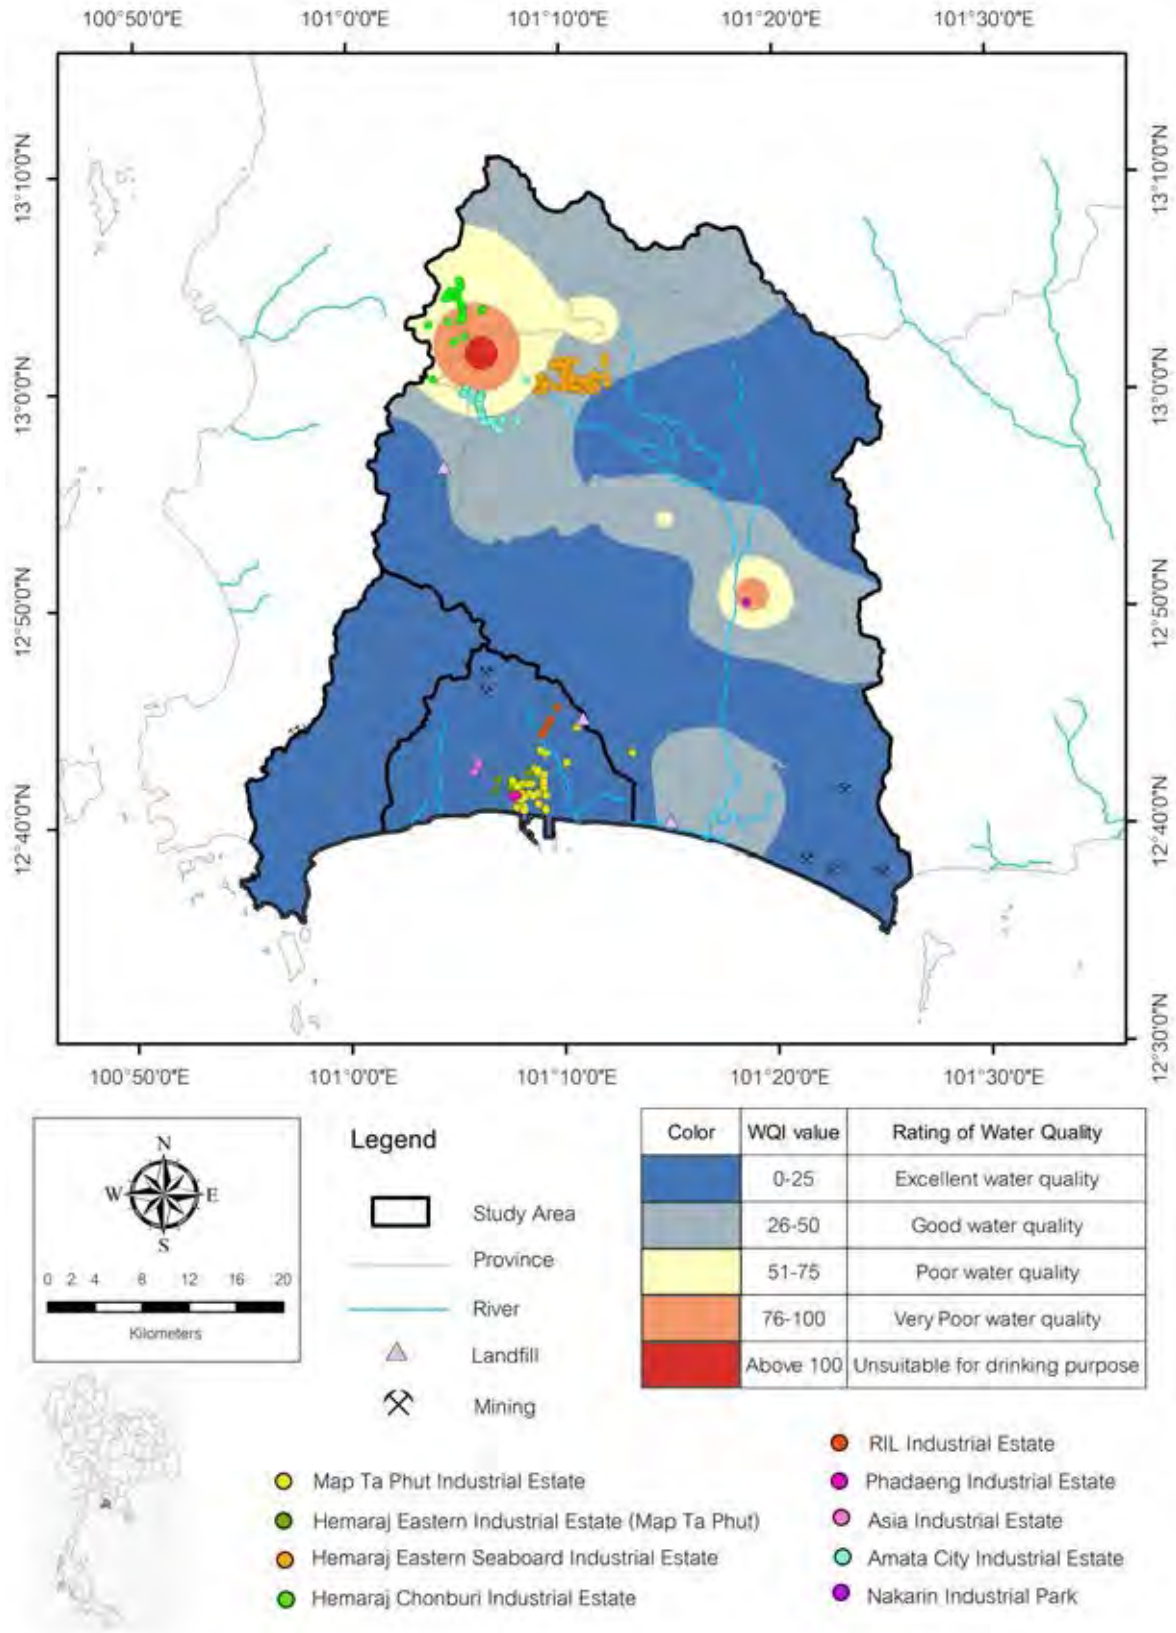 100°50'0"E 101°0'0"E 101°10'0"E 101°20'0"E 101°30'0"E
13°10'0"N 13°10'0"N
13°0'0"N 13°0'0"N
12°50'0"N 12°50'0"N
12°40'0"N 12°40'0"N
12°30'0"N
100°50'0"E 101°0'0"E 101°10'0"E 101°20'0"E 101°30'0"E
N
W E
S
0 2 4 8 12 16 20
Kilometers
Legend
Study Area
Province
River
Landfill
Mining
Color WQI value Rating of Water Quality
0-25 Excellent water quality
26-50 Good water quality
51-75 Poor water quality
76-100 Very Poor water quality
Above 100 Unsuitable for drinking purpose
Map Ta Phut Industrial Estate
Hemaraj Eastern Industrial Estate (Map Ta Phut)
Hemaraj Eastern Seaboard Industrial Estate
Hemaraj Chonburi Industrial Estate
RIL Industrial Estate
Phadaeng Industrial Estate
Asia Industrial Estate
Amata City Industrial Estate
Nakarin Industrial Park